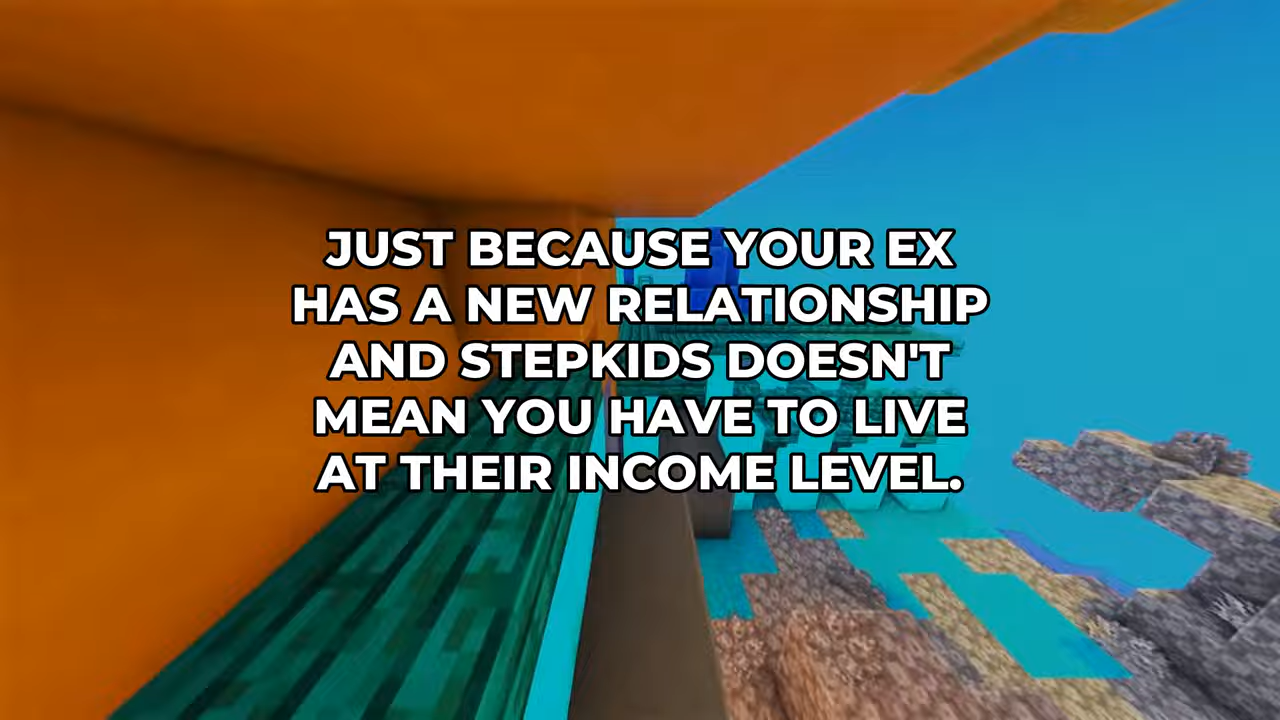 JUST BECAUSE YOUR EX
HAS A NEW RELATIONSHIP
AND STEPKIDS DOESN'T
MEAN YOU HAVE TO LIVE
AT THEIR INCOME LEVEL.